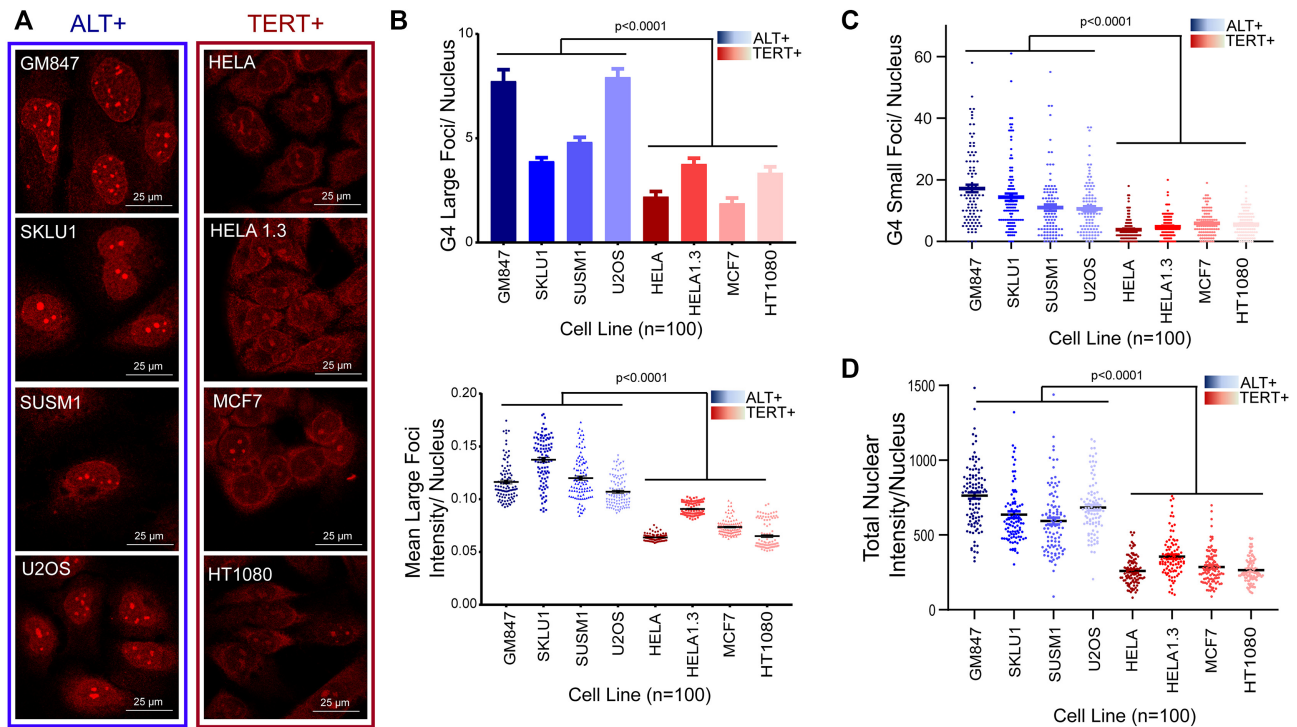 A
ALT+
TERT+
GM847
25 µm
HELA
25 µm
SKLU1
25 µm
HELA 1.3
25 µm
SUSM1
25 µm
MCF7
25 µm
U2OS
25 µm
HT1080
25 µm
B
p<0.0001
ALT+
TERT+
G4 Large Foci/ Nucleus
10
5
0
GM847
SKLU1
SUSM1
U2OS
HELA
HELA1.3
MCF7
HT1080
Cell Line (n=100)
p<0.0001
ALT+
TERT+
Mean Large Foci
Intensity/ Nucleus
0.20
0.15
0.10
0.05
0.00
GM847
SKLU1
SUSM1
U2OS
HELA
HELA1.3
MCF7
HT1080
Cell Line (n=100)
C
p<0.0001
ALT+
TERT+
G4 Small Foci/ Nucleus
60
40
20
0
GM847
SKLU1
SUSM1
U2OS
HELA
HELA1.3
MCF7
HT1080
Cell Line (n=100)
D
p<0.0001
ALT+
TERT+
Total Nuclear
Intensity/Nucleus
1500
1000
500
0
GM847
SKLU1
SUSM1
U2OS
HELA
HELA1.3
MCF7
HT1080
Cell Line (n=100)